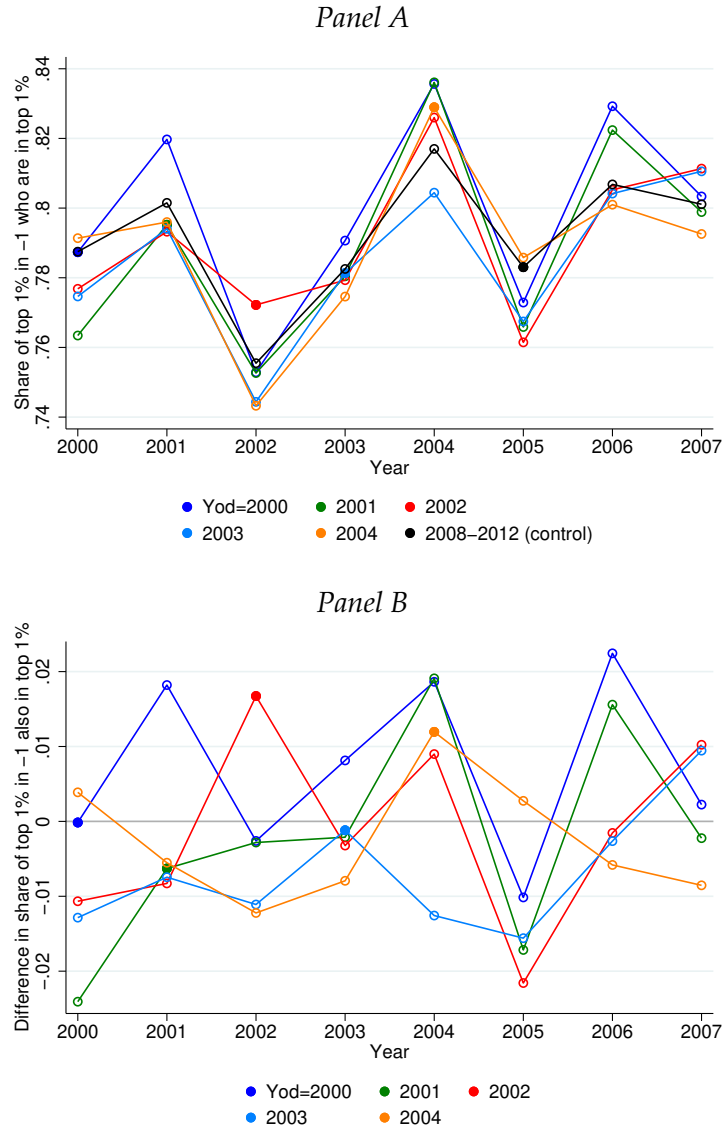 Panel A
Share of top 1% in −1 who are in top 1%
.84
.82
.8
.78
.76
.74
2000 2001 2002 2003 2004 2005 2006 2007
Year
Yod=2000 2001 2002
2003 2004 2008−2012 (control)
Panel B
Difference in share of top 1% in −1 also in top 1%
.02
.01
0
−.01
−.02
2000 2001 2002 2003 2004 2005 2006 2007
Year
Yod=2000 2001 2002
2003 2004